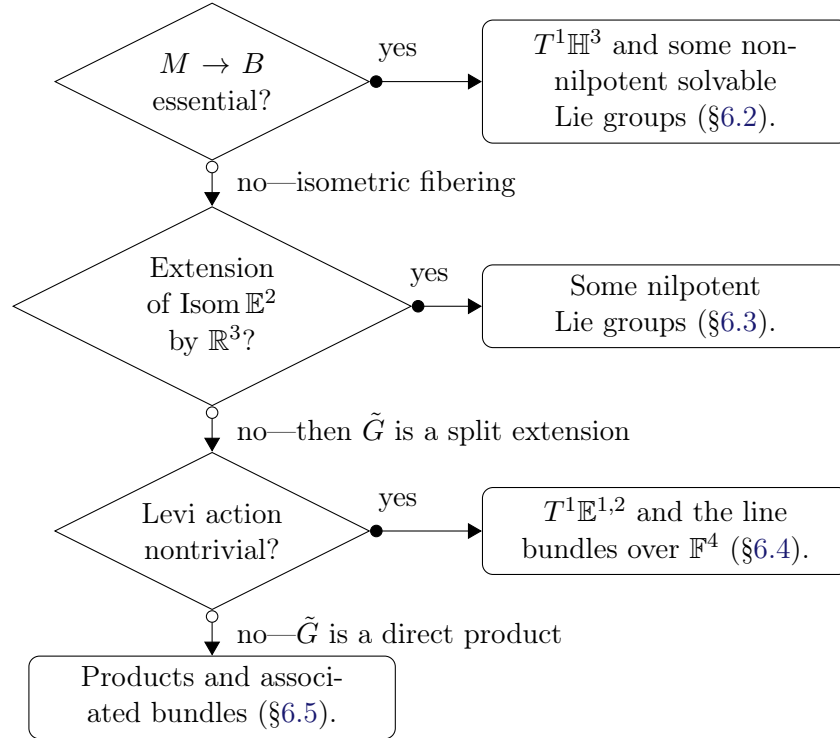 M → B
essential?
yes
T¹ℍ³ and some non-
nilpotent solvable
Lie groups (§6.2).
no—isometric fibering
Extension
of Isom 𝔼²
by ℝ³?
yes
Some nilpotent
Lie groups (§6.3).
no—then G̃ is a split extension
Levi action
nontrivial?
yes
T¹𝔼¹,² and the line
bundles over 𝔽⁴ (§6.4).
no—G̃ is a direct product
Products and associ-
ated bundles (§6.5).